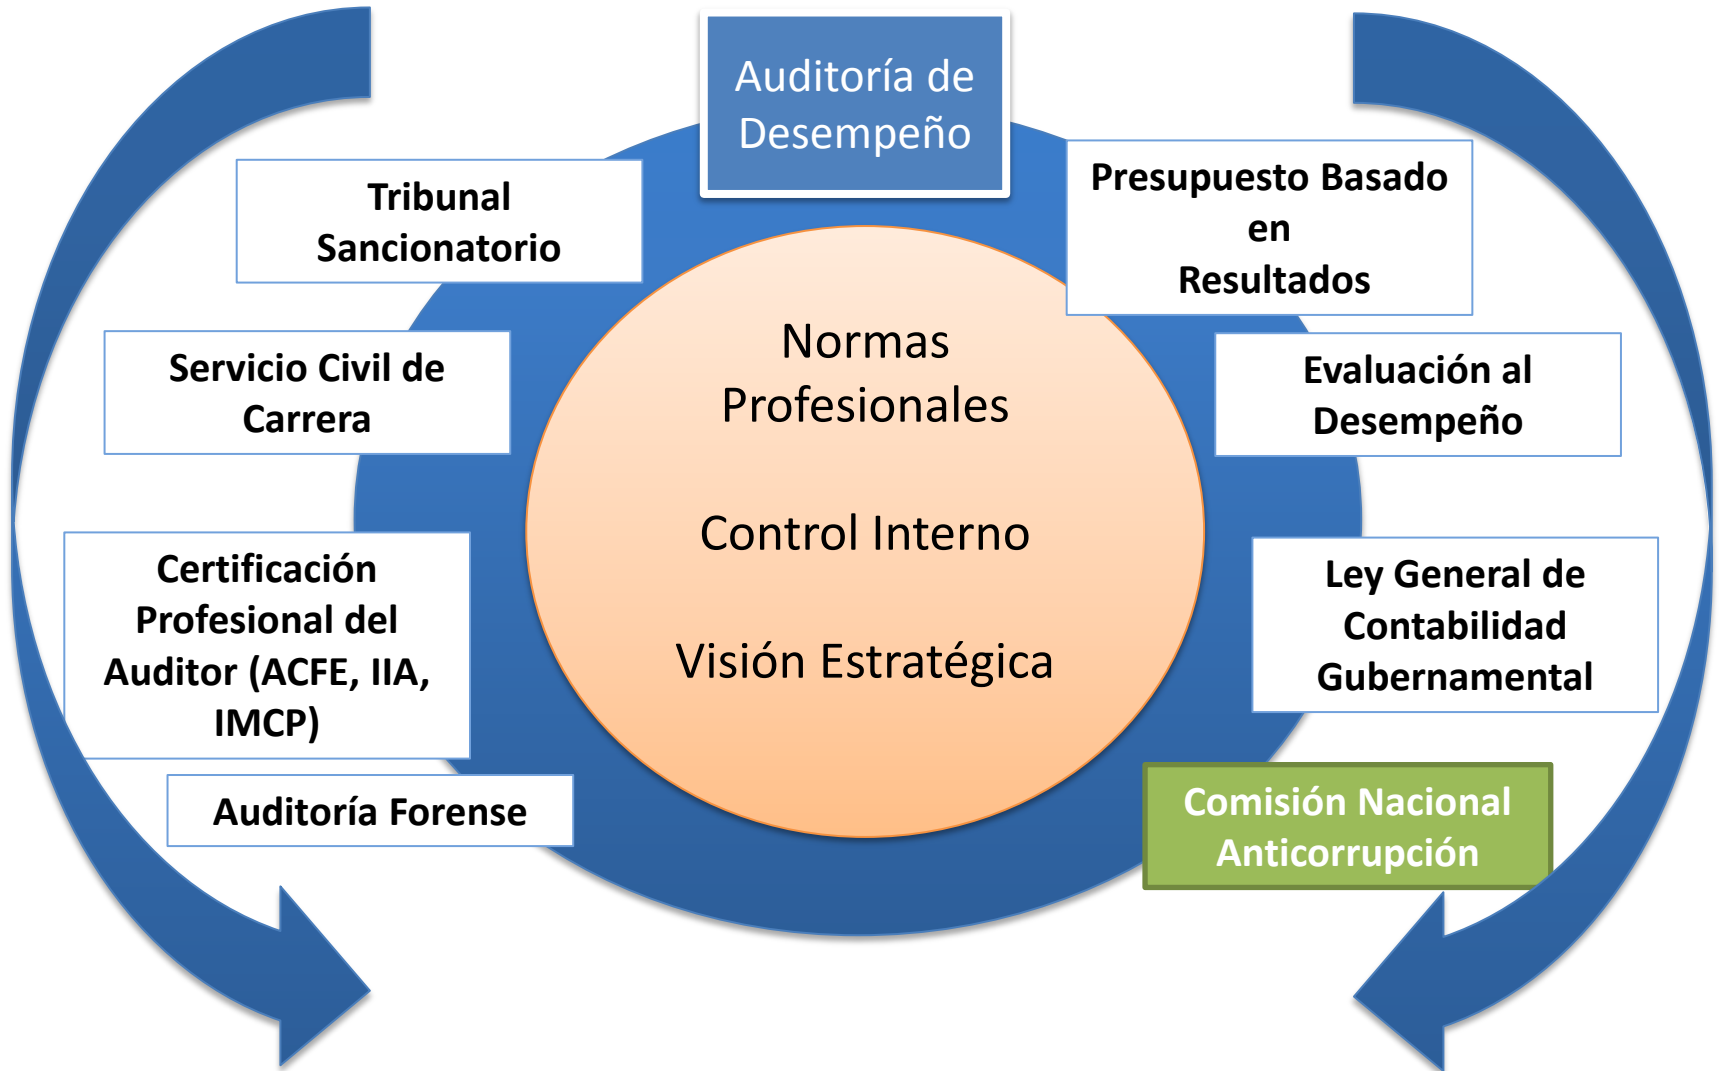 Auditoría de
Desempeño
Tribunal
Sancionatorio
Servicio Civil de
Carrera
Certificación
Profesional del
Auditor (ACFE, IIA,
IMCP)
Auditoría Forense
Normas
Profesionales
Control Interno
Visión Estratégica
Presupuesto Basado
en
Resultados
Evaluación al
Desempeño
Ley General de
Contabilidad
Gubernamental
Comisión Nacional
Anticorrupción